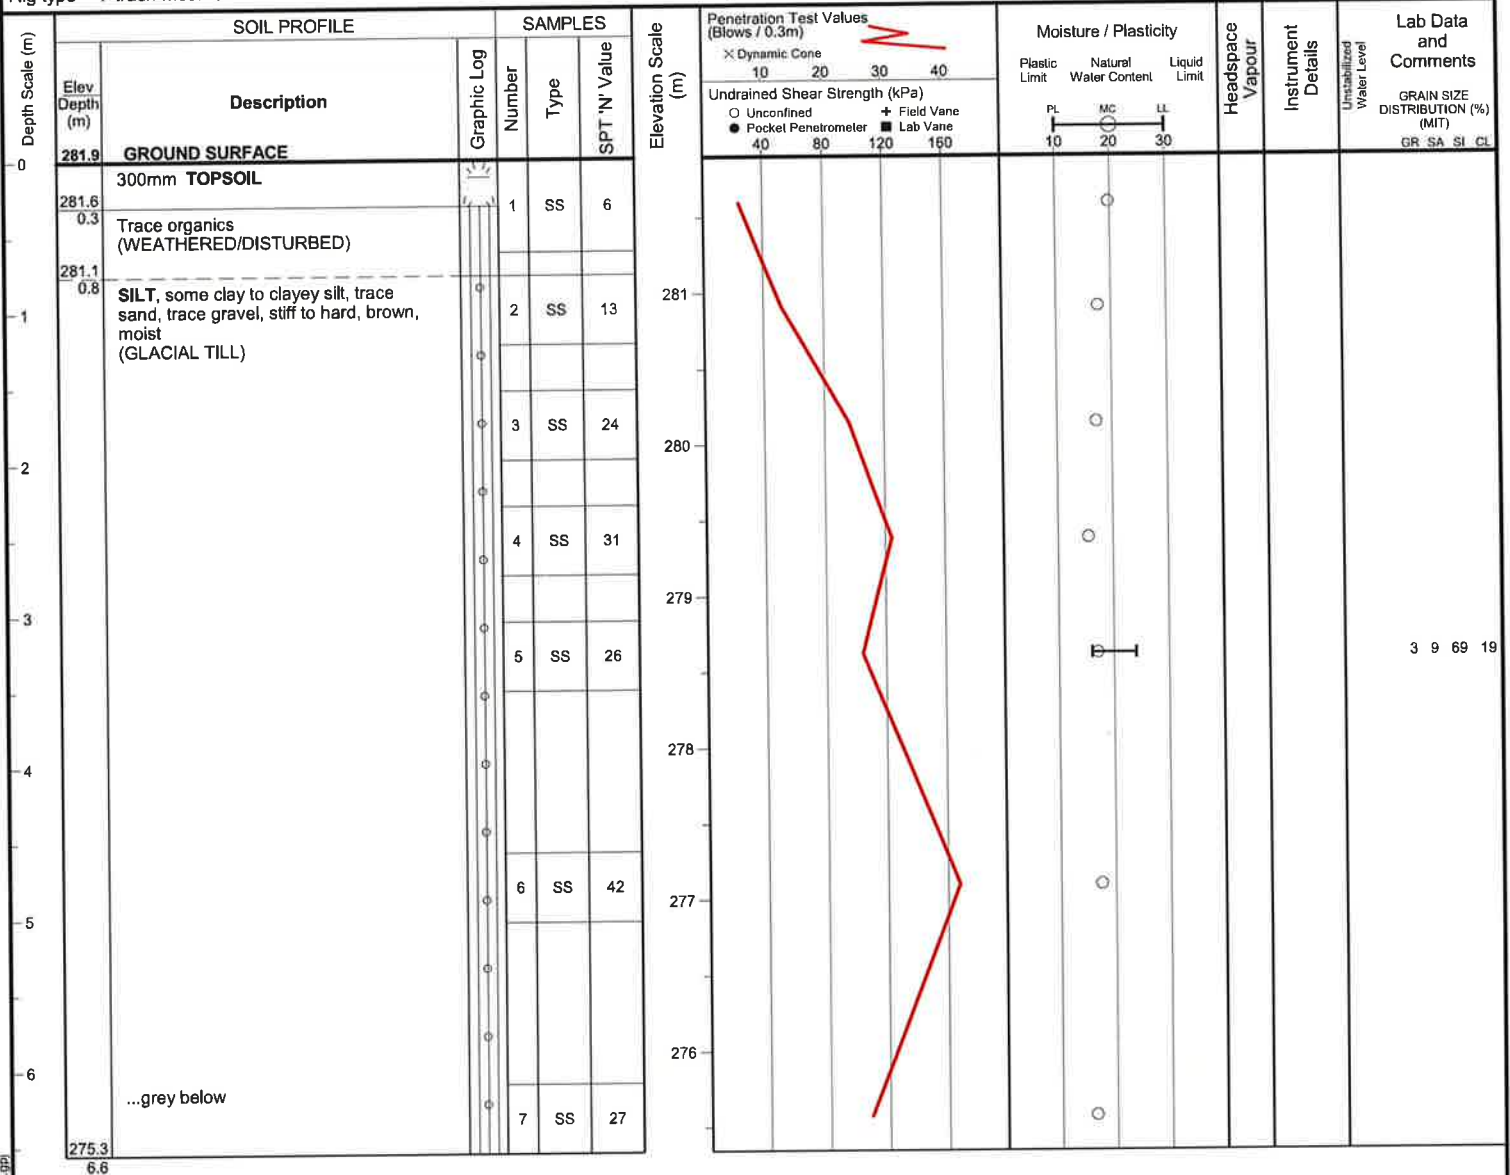 SOIL PROFILE
SAMPLES
Depth Scale (m)
Elev
Depth
(m)
Description
Graphic Log
Number
Type
SPT 'N' Value
Elevation Scale
(m)
Penetration Test Values
(Blows / 0.3m)
× Dynamic Cone
10 20 30 40
Undrained Shear Strength (kPa)
○ Unconfined + Field Vane
● Pocket Penetrometer ■ Lab Vane
40 80 120 160
Moisture / Plasticity
Plastic
Limit
Natural
Water Content
Liquid
Limit
PL MC LL
10 20 30
Headspace
Vapour
Instrument
Details
Unstabilized
Water Level
Lab Data
and
Comments
GRAIN SIZE
DISTRIBUTION (%)
(MIT)
GR SA SI CL
0
281.9 GROUND SURFACE
300mm TOPSOIL
281.6
0.3
1 SS 6
Trace organics
(WEATHERED/DISTURBED)
281.1
0.8
SILT, some clay to clayey silt, trace
sand, trace gravel, stiff to hard, brown,
moist
(GLACIAL TILL)
281
1
2 SS 13
3 SS 24
280
2
4 SS 31
279
3
5 SS 26
3 9 69 19
278
4
6 SS 42
277
5
276
6
...grey below
7 SS 27
275.3
6.6